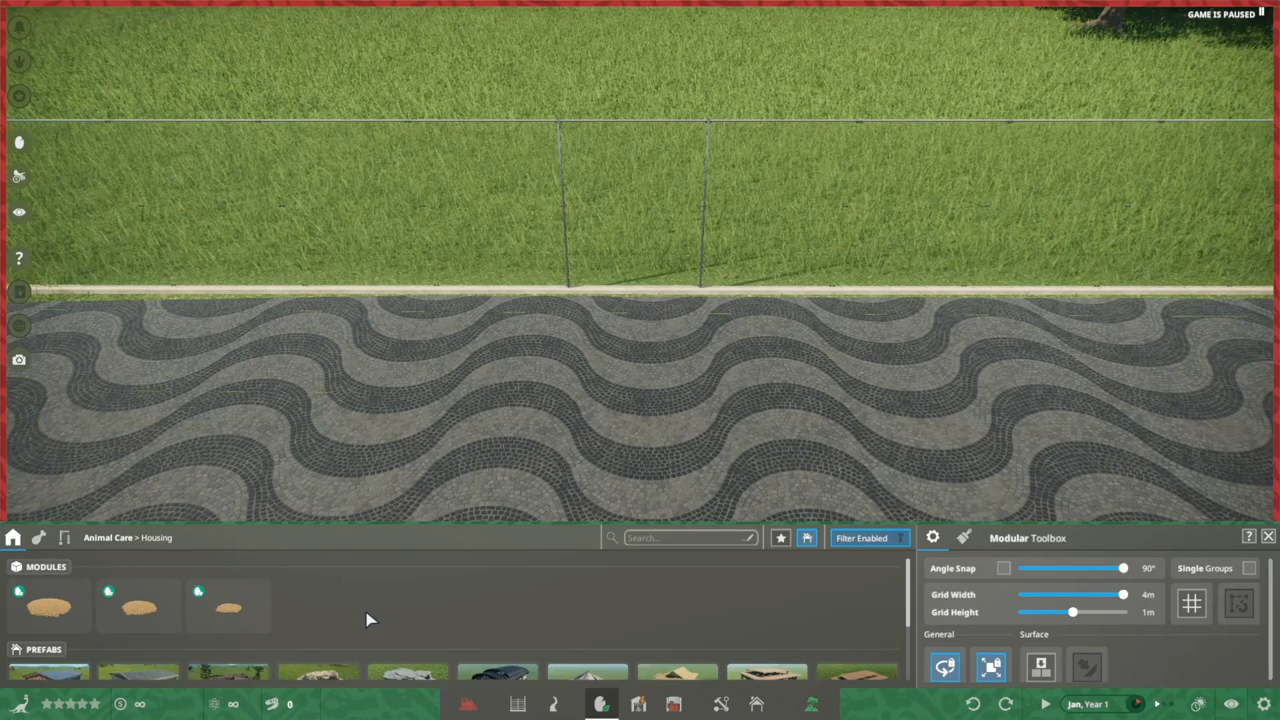 GAME IS PAUSED
?
Animal Care > Housing
Search...
Filter Enabled
Modular Toolbox
?
MODULES
Angle Snap
90°
Single Groups
Grid Width
4m
Grid Height
1m
General
Surface
PREFABS
∞
∞
0
Jan, Year 1